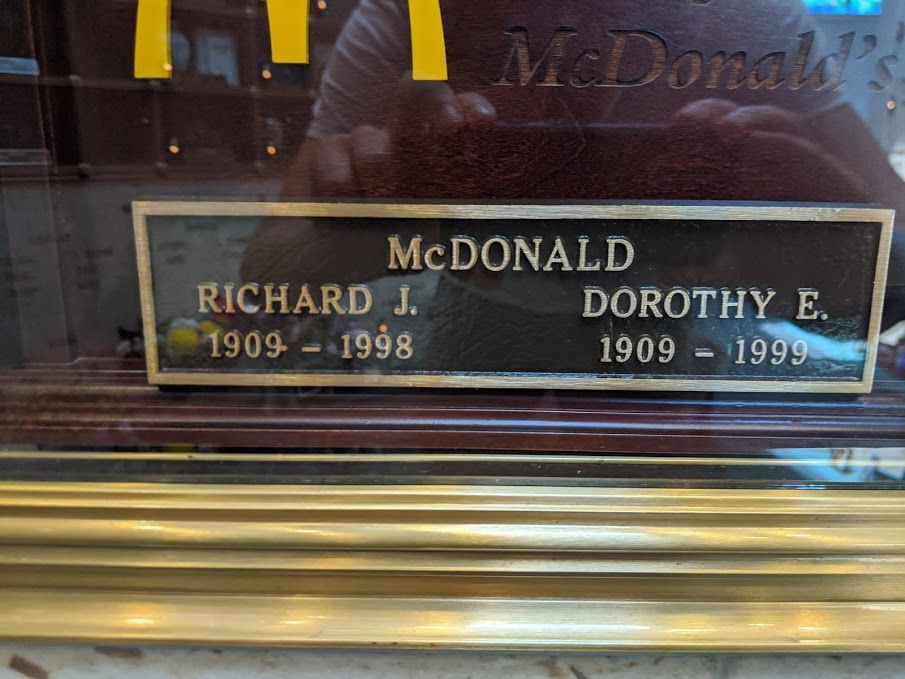 McDonald's
McDONALD
RICHARD J. DOROTHY E.
1909 – 1998 1909 – 1999